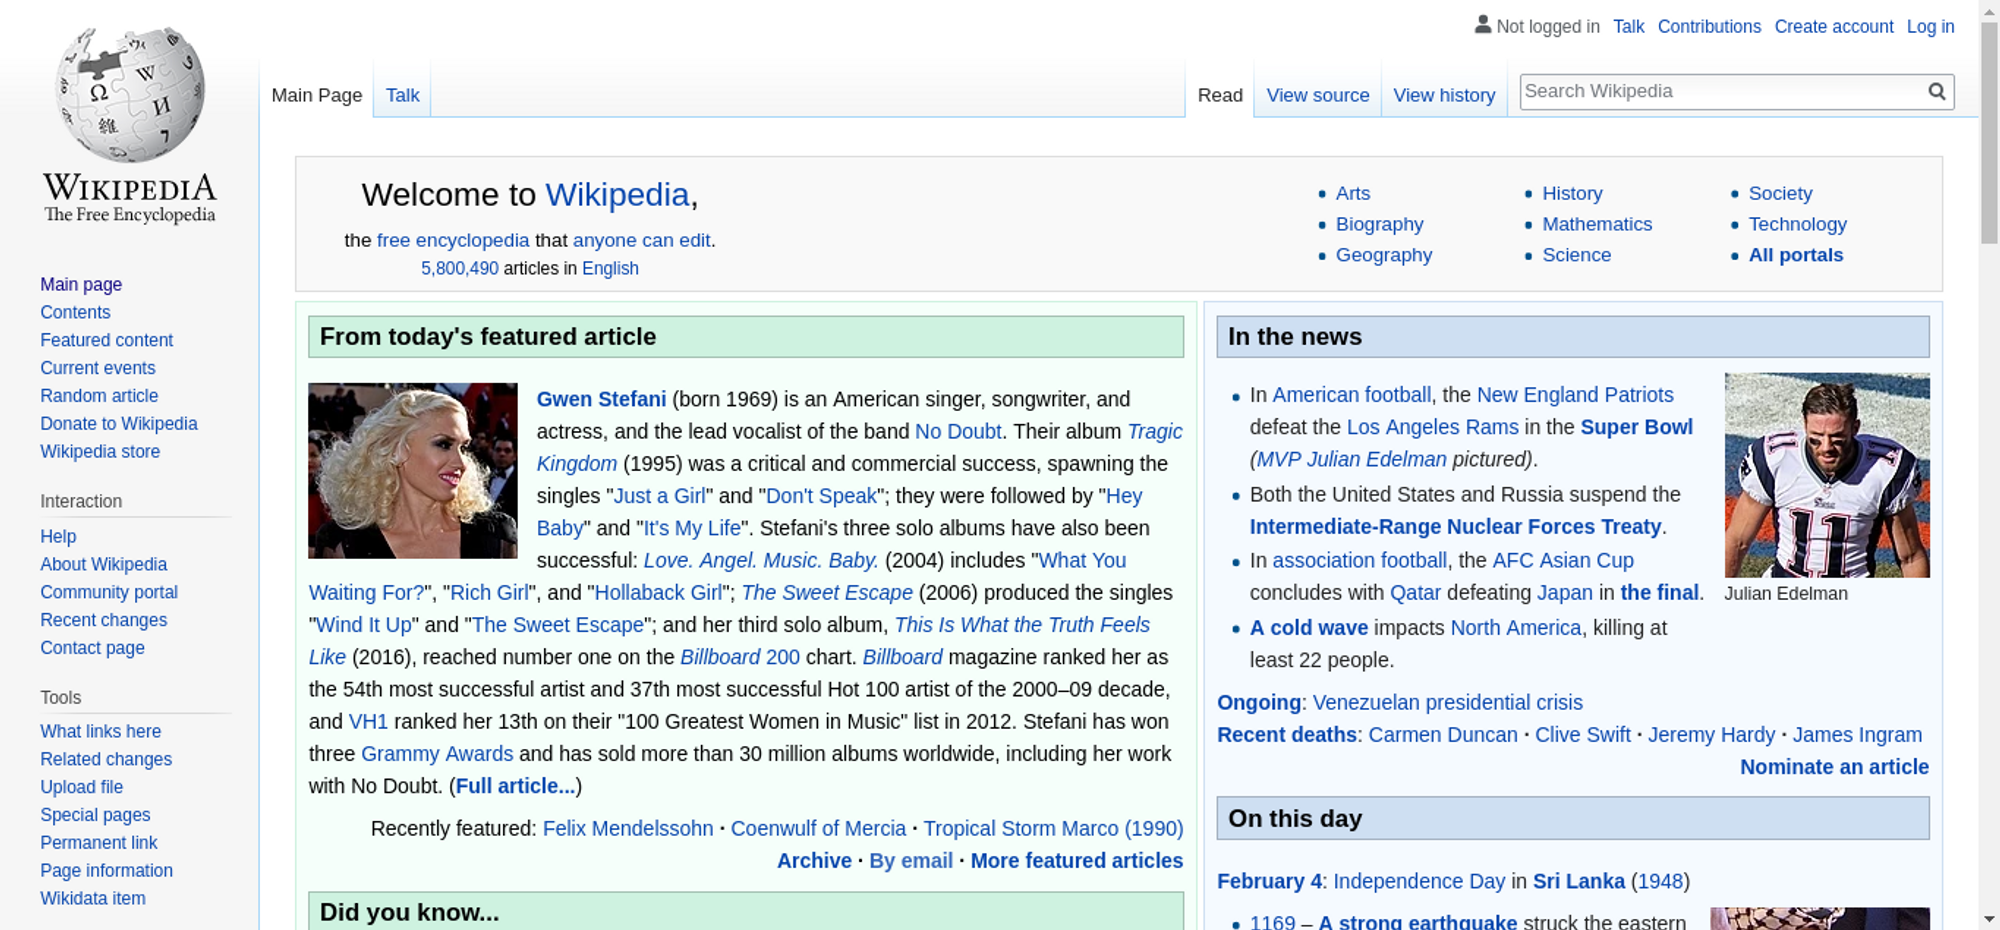 Not logged in Talk Contributions Create account Log in
Main Page Talk Read View source View history Search Wikipedia
WIKIPEDIA
The Free Encyclopedia
Main page
Contents
Featured content
Current events
Random article
Donate to Wikipedia
Wikipedia store
Interaction
Help
About Wikipedia
Community portal
Recent changes
Contact page
Tools
What links here
Related changes
Upload file
Special pages
Permanent link
Page information
Wikidata item
Welcome to Wikipedia,
the free encyclopedia that anyone can edit.
5,800,490 articles in English
Arts
Biography
Geography
History
Mathematics
Science
Society
Technology
All portals
From today's featured article
Gwen Stefani (born 1969) is an American singer, songwriter, and
actress, and the lead vocalist of the band No Doubt. Their album Tragic
Kingdom (1995) was a critical and commercial success, spawning the
singles "Just a Girl" and "Don't Speak"; they were followed by "Hey
Baby" and "It's My Life". Stefani's three solo albums have also been
successful: Love. Angel. Music. Baby. (2004) includes "What You
Waiting For?", "Rich Girl", and "Hollaback Girl"; The Sweet Escape (2006) produced the singles
"Wind It Up" and "The Sweet Escape"; and her third solo album, This Is What the Truth Feels
Like (2016), reached number one on the Billboard 200 chart. Billboard magazine ranked her as
the 54th most successful artist and 37th most successful Hot 100 artist of the 2000–09 decade,
and VH1 ranked her 13th on their "100 Greatest Women in Music" list in 2012. Stefani has won
three Grammy Awards and has sold more than 30 million albums worldwide, including her work
with No Doubt. (Full article...)
Recently featured: Felix Mendelssohn · Coenwulf of Mercia · Tropical Storm Marco (1990)
Archive · By email · More featured articles
Did you know...
In the news
In American football, the New England Patriots
defeat the Los Angeles Rams in the Super Bowl
(MVP Julian Edelman pictured).
Both the United States and Russia suspend the
Intermediate-Range Nuclear Forces Treaty.
In association football, the AFC Asian Cup
concludes with Qatar defeating Japan in the final.
A cold wave impacts North America, killing at
least 22 people.
11
Julian Edelman
Ongoing: Venezuelan presidential crisis
Recent deaths: Carmen Duncan · Clive Swift · Jeremy Hardy · James Ingram
Nominate an article
On this day
February 4: Independence Day in Sri Lanka (1948)
1169 – A strong earthquake struck the eastern